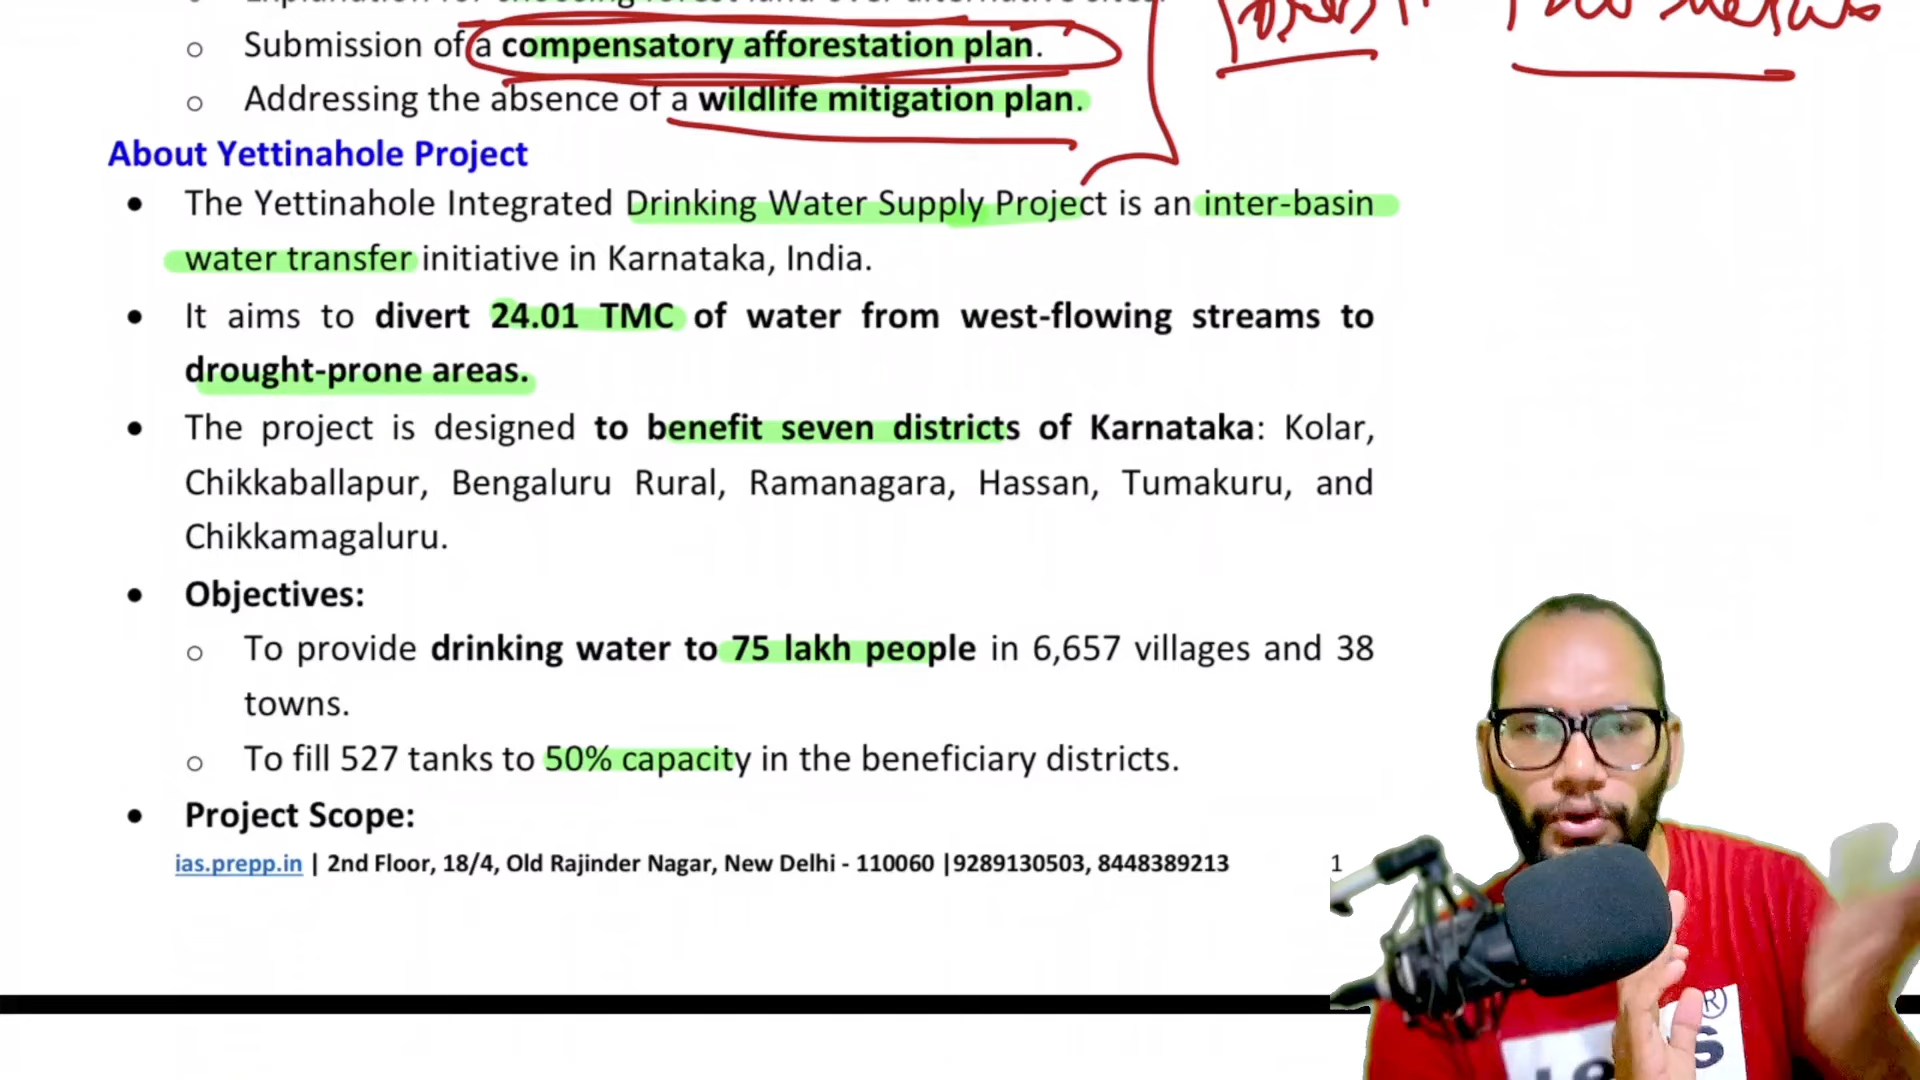 Submission of a compensatory afforestation plan.
Addressing the absence of a wildlife mitigation plan.
About Yettinahole Project
The Yettinahole Integrated Drinking Water Supply Project is an inter-basin
water transfer initiative in Karnataka, India.
It aims to divert 24.01 TMC of water from west-flowing streams to
drought-prone areas.
The project is designed to benefit seven districts of Karnataka: Kolar,
Chikkaballapur, Bengaluru Rural, Ramanagara, Hassan, Tumakuru, and
Chikkamagaluru.
Objectives:
To provide drinking water to 75 lakh people in 6,657 villages and 38
towns.
To fill 527 tanks to 50% capacity in the beneficiary districts.
Project Scope:
ias.prepp.in | 2nd Floor, 18/4, Old Rajinder Nagar, New Delhi - 110060 |9289130503, 8448389213 1